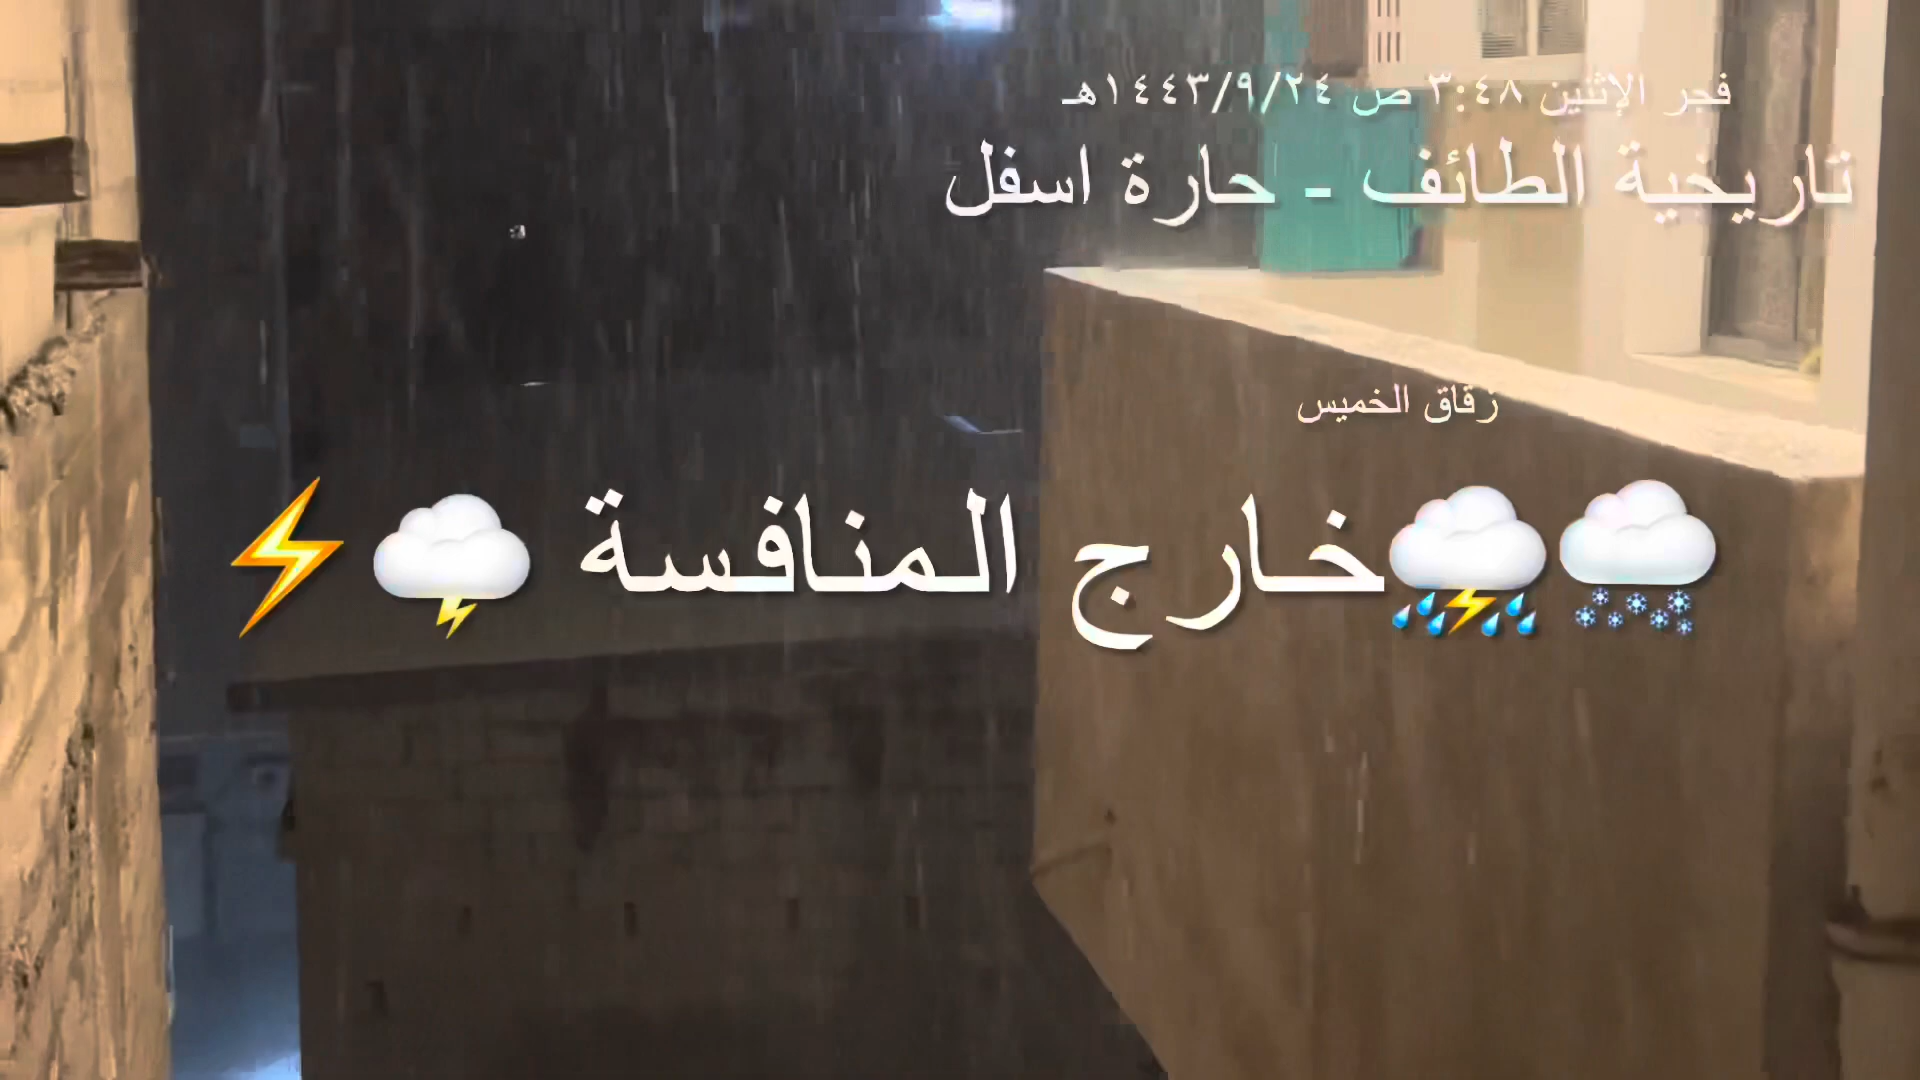 فجر الإثنين ٣:٤٨ ص ١٤٤٣/٩/٢٤هـ
تاريخية الطائف - حارة اسفل
زقاق الخميس
خارج المنافسة